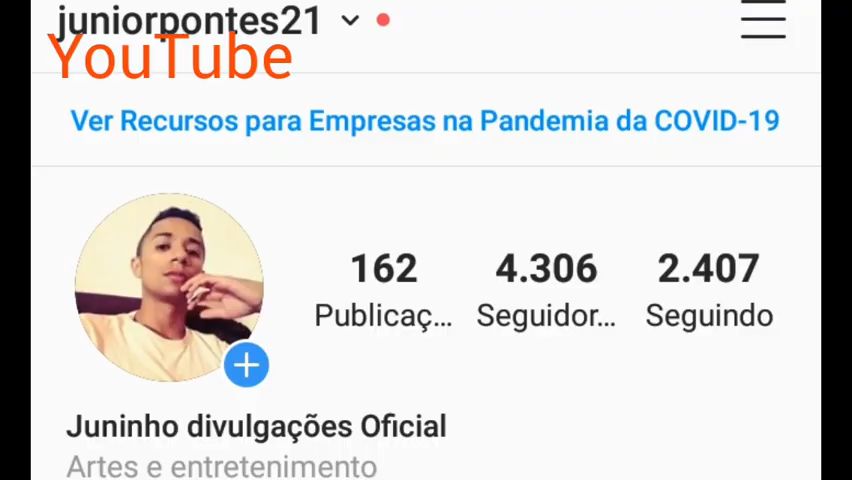 juniorpontes21
YouTube
Ver Recursos para Empresas na Pandemia da COVID-19
162 4.306 2.407
Publicaç... Seguidor... Seguindo
Juninho divulgações Oficial
Artes e entretenimento